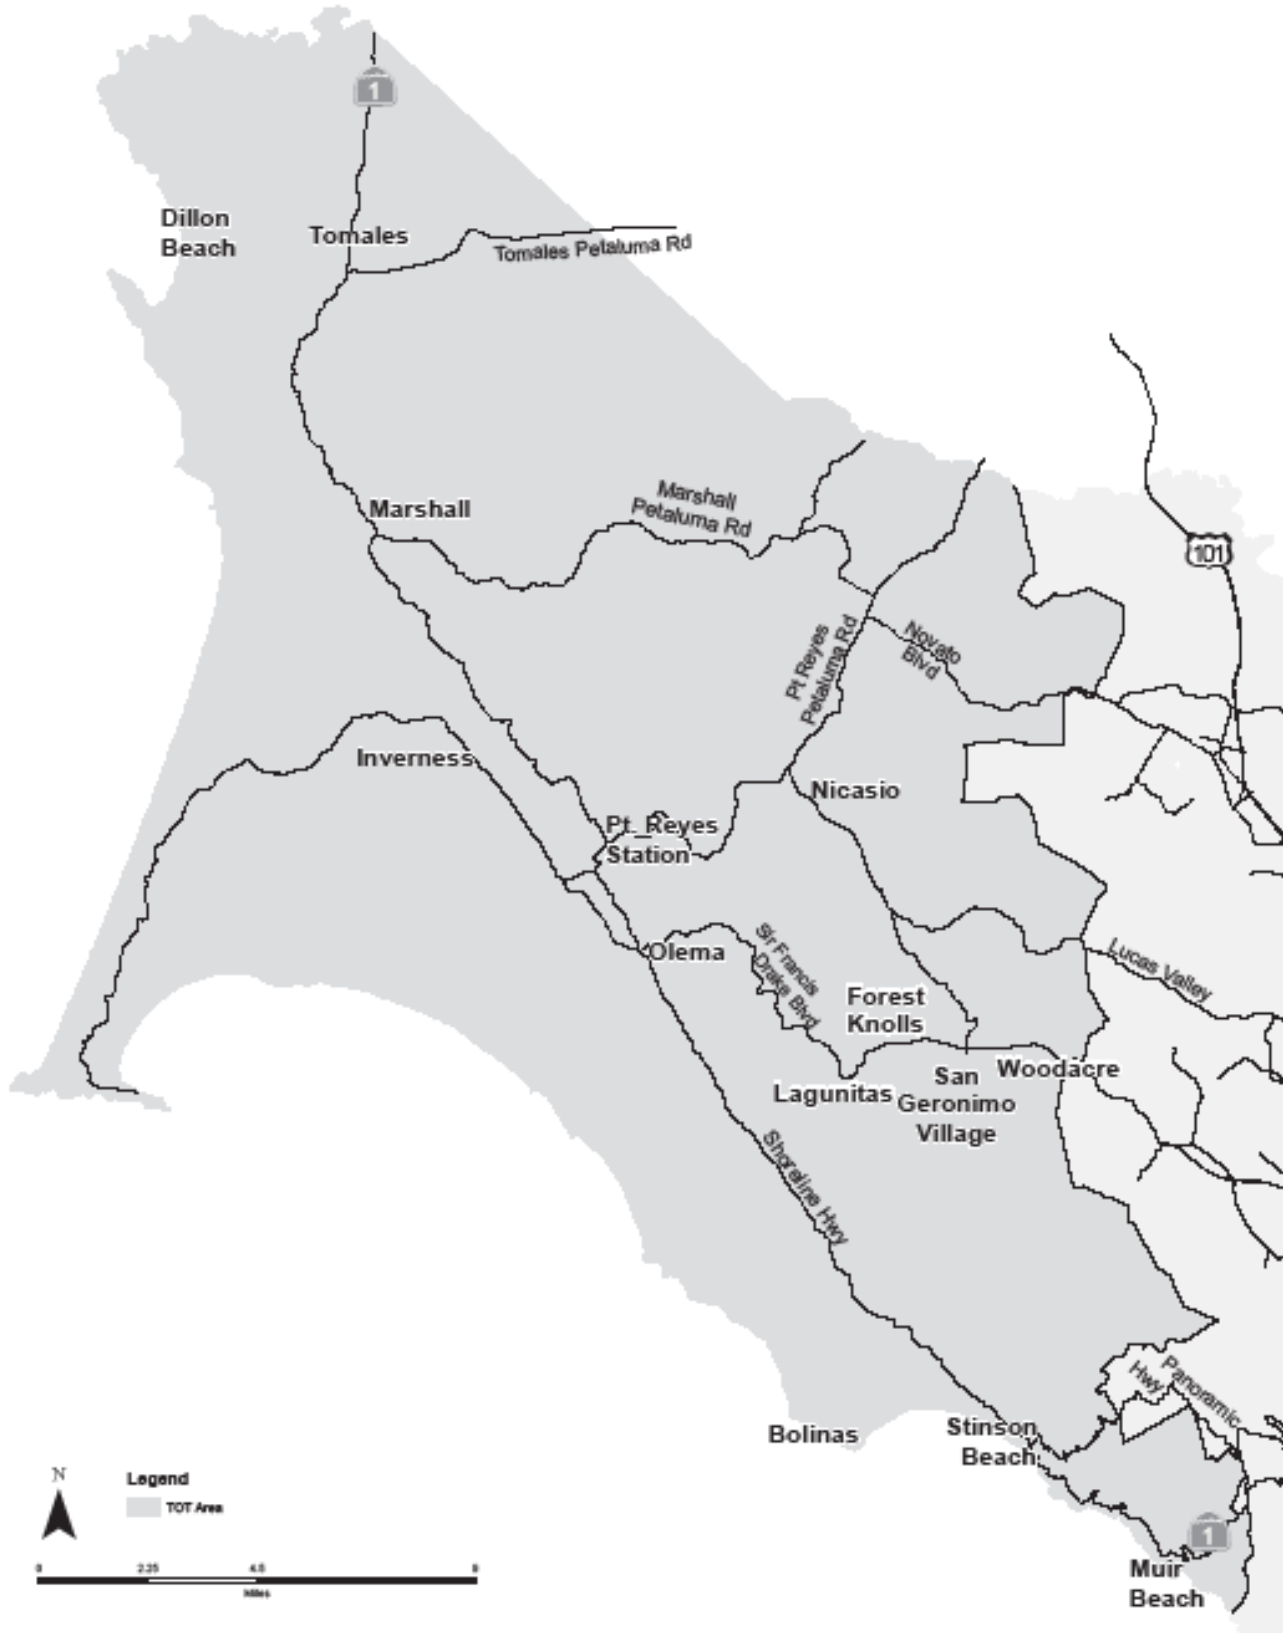 1
Dillon
Beach
Tomales
Tomales Petaluma Rd
Marshall
Marshall
Petaluma Rd
101
Pt Reyes
Petaluma Rd
Novato
Blvd
Inverness
Nicasio
Pt. Reyes
Station
Olema
Sir Francis
Drake Blvd
Lucas Valley
Forest
Knolls
Lagunitas
San
Geronimo
Village
Woodacre
Shoreline Hwy
Panoramic
Hwy
Bolinas
Stinson
Beach
1
Muir
Beach
N
Legend
TOT Area
0 2.25 4.5 9
Miles